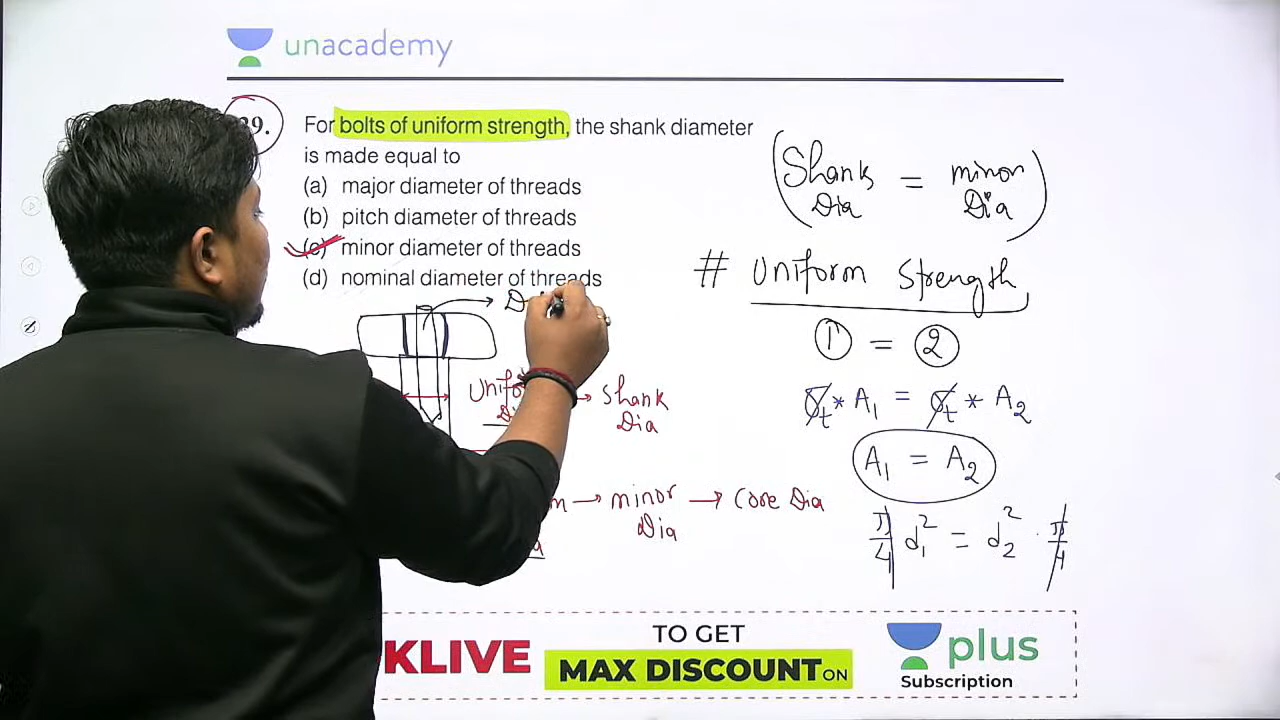 unacademy
For bolts of uniform strength, the shank diameter
is made equal to
(a) major diameter of threads
(b) pitch diameter of threads
(c) minor diameter of threads
(d) nominal diameter of threads
(Shank Dia = minor Dia)
# Uniform Strength
① = ②
σt * A1 = σt * A2
A1 = A2
π/4 d1² = d2² · π/4
→ Shank Dia
→ minor Dia → Core Dia
KLIVE
TO GET
MAX DISCOUNT ON
plus
Subscription